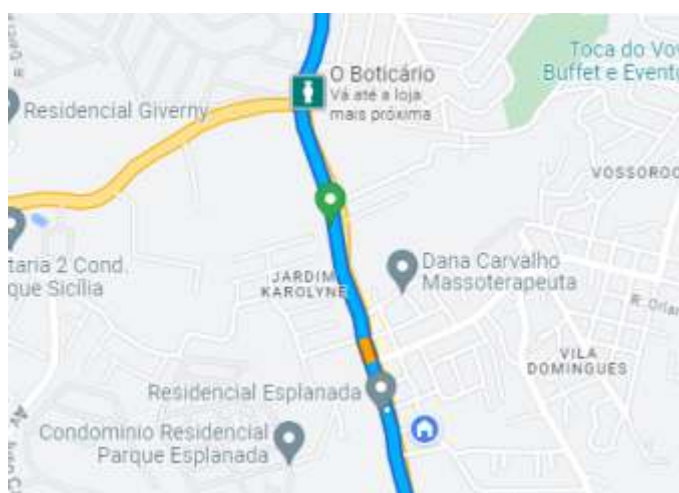 Toca do Vov
Buffet e Evento
O Boticário
Vá até a loja
mais próxima
Residencial Giverny
VOSSOROC
taria 2 Cond.
que Sicília
JARDIM
KAROLYNE
Dana Carvalho
Massoterapeuta
R. Orla
VILA
DOMINGUES
Residencial Esplanada
Condominio Residencial
Parque Esplanada